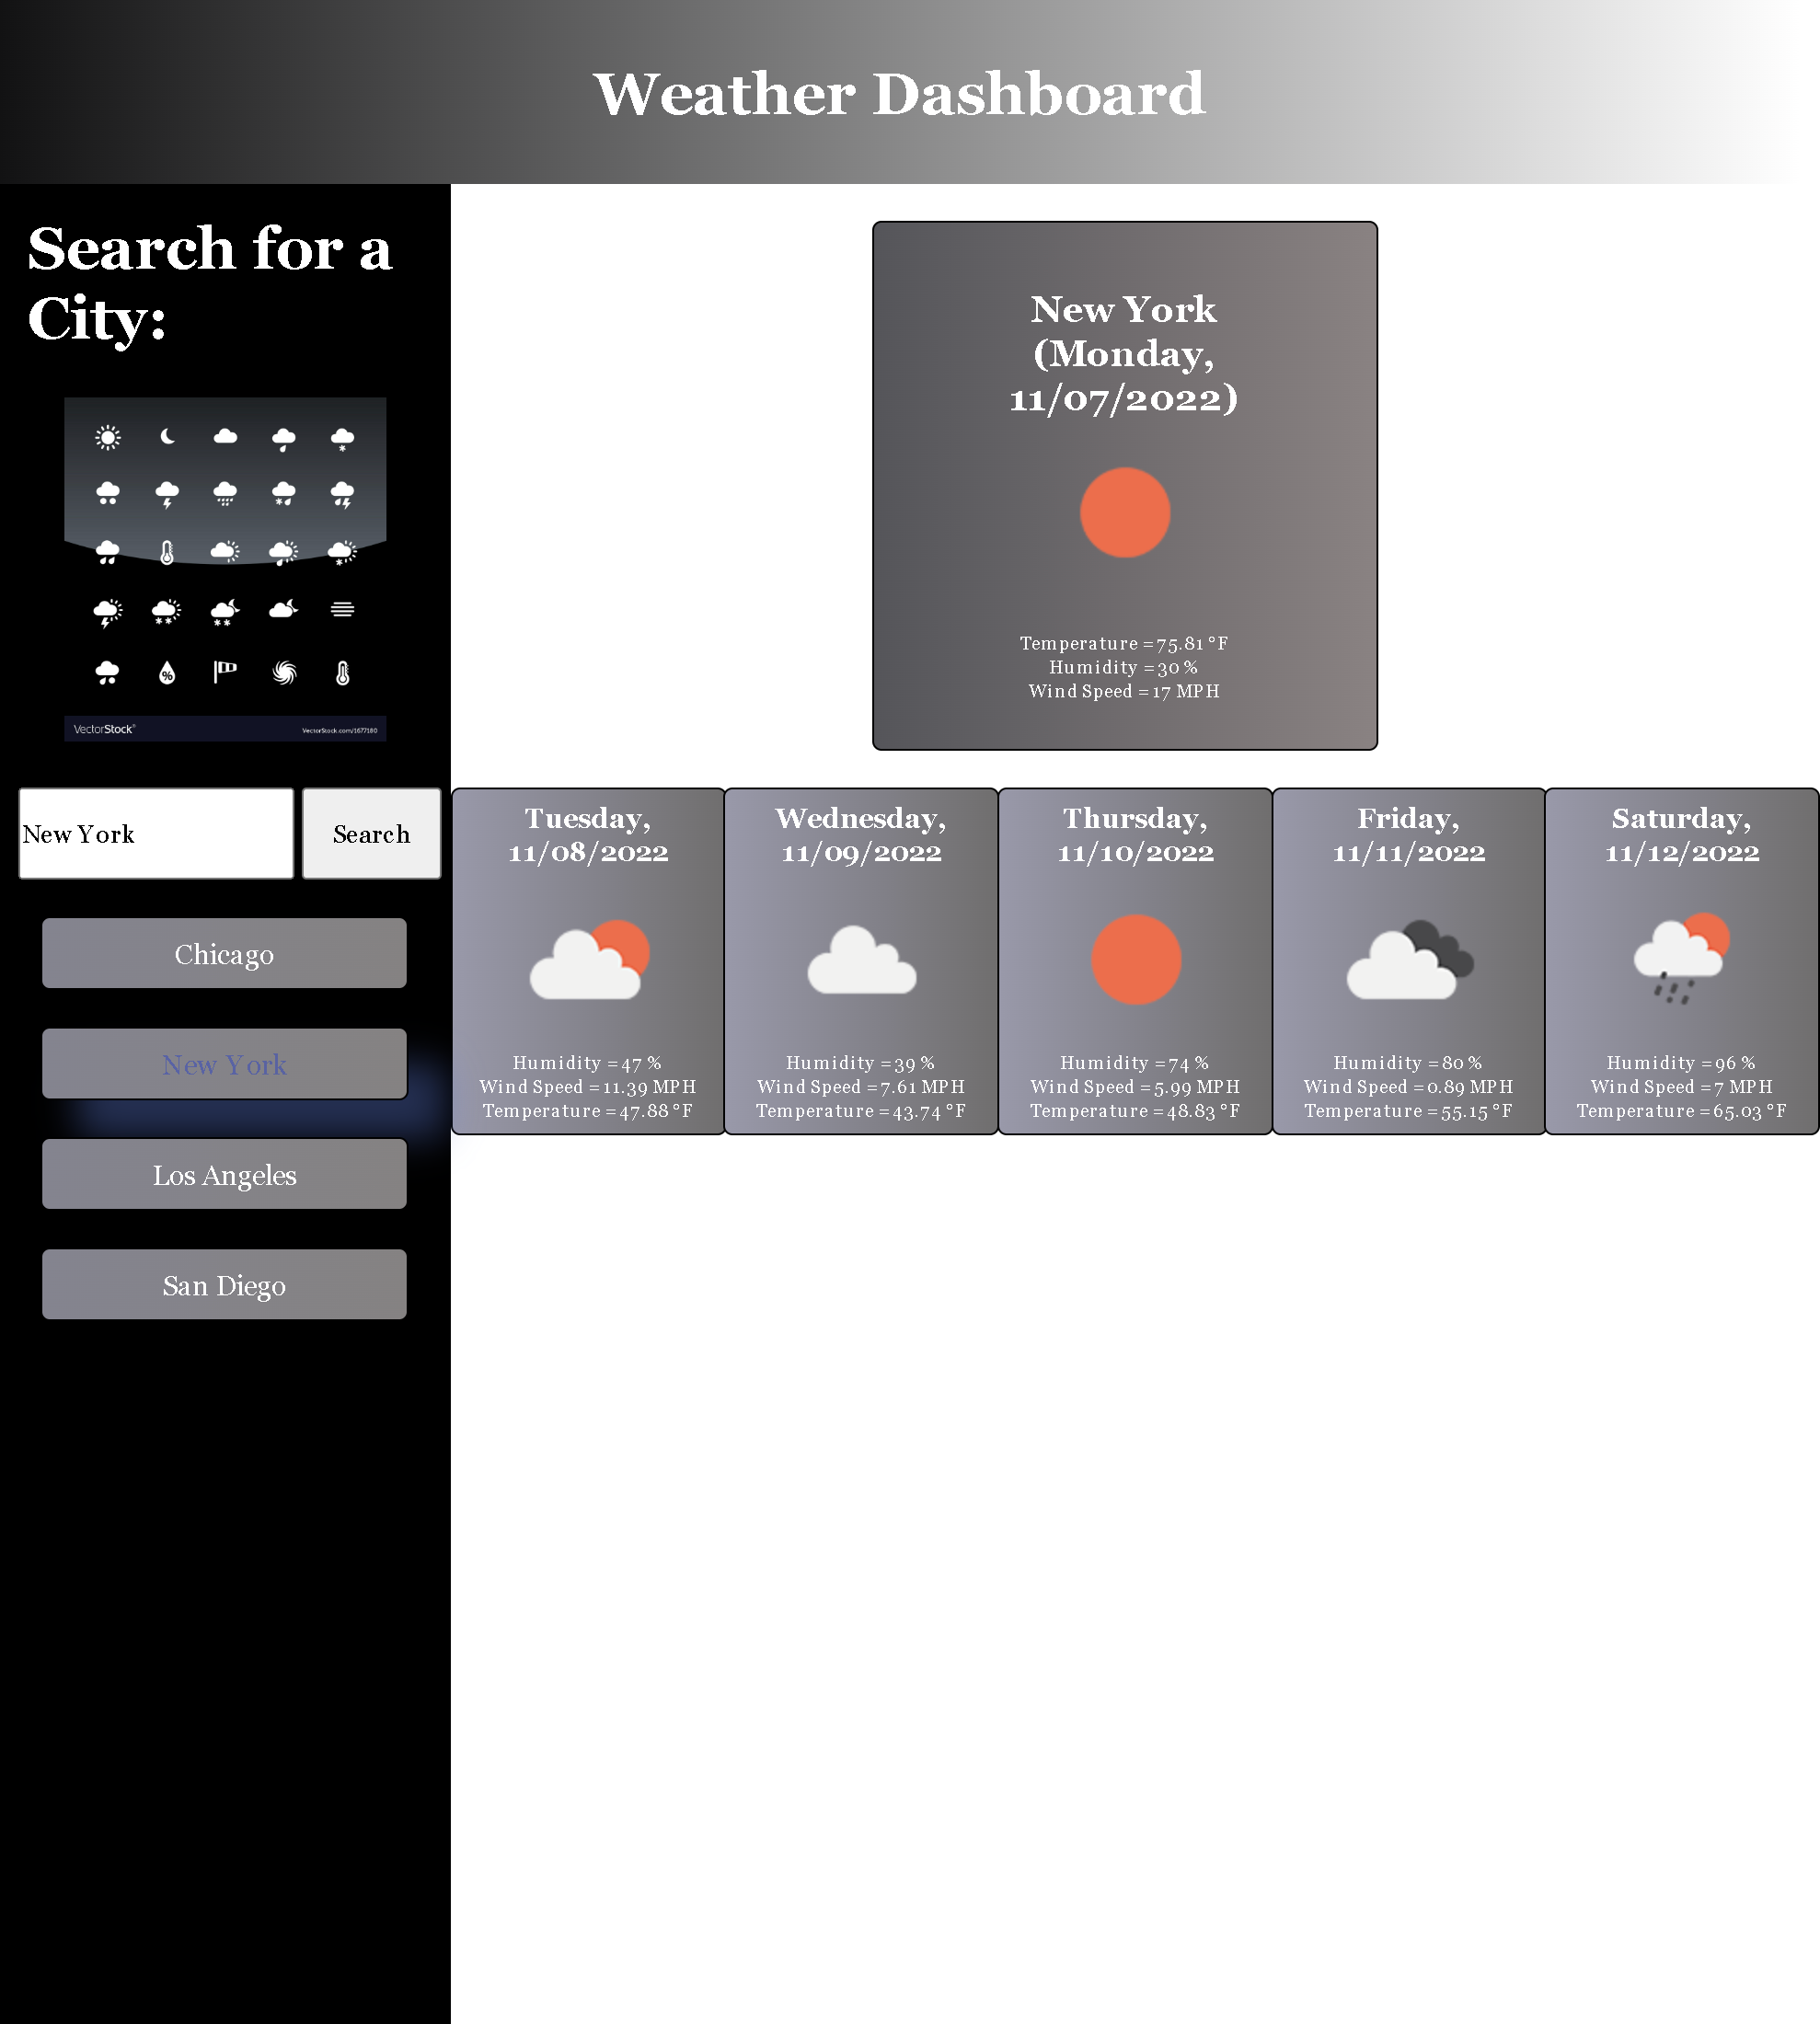 Weather Dashboard
Search for a
City:
VectorStock®
VectorStock.com/1677180
New York
Search
Chicago
New York
Los Angeles
San Diego
New York
(Monday,
11/07/2022)
Temperature =75.81 °F
Humidity =30 %
Wind Speed =17 MPH
Tuesday,
11/08/2022
Humidity =47 %
Wind Speed =11.39 MPH
Temperature =47.88 °F
Wednesday,
11/09/2022
Humidity =39 %
Wind Speed =7.61 MPH
Temperature =43.74 °F
Thursday,
11/10/2022
Humidity =74 %
Wind Speed =5.99 MPH
Temperature =48.83 °F
Friday,
11/11/2022
Humidity =80 %
Wind Speed =0.89 MPH
Temperature =55.15 °F
Saturday,
11/12/2022
Humidity =96 %
Wind Speed =7 MPH
Temperature =65.03 °F